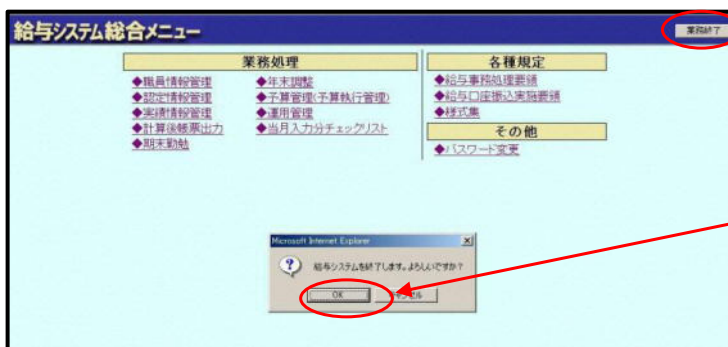 給与システム総合メニュー
業務終了
業務処理
◆職員情報管理
◆認定情報管理
◆実績情報管理
◆計算後帳票出力
◆期末勤勉
◆年末調整
◆予算管理(予算執行管理)
◆運用管理
◆当月入力分チェックリスト
各種規定
◆給与事務処理要領
◆給与口座振込実施要領
◆様式集
その他
◆パスワード変更
Microsoft Internet Explorer
給与システムを終了します。よろしいですか?
OK
キャンセル